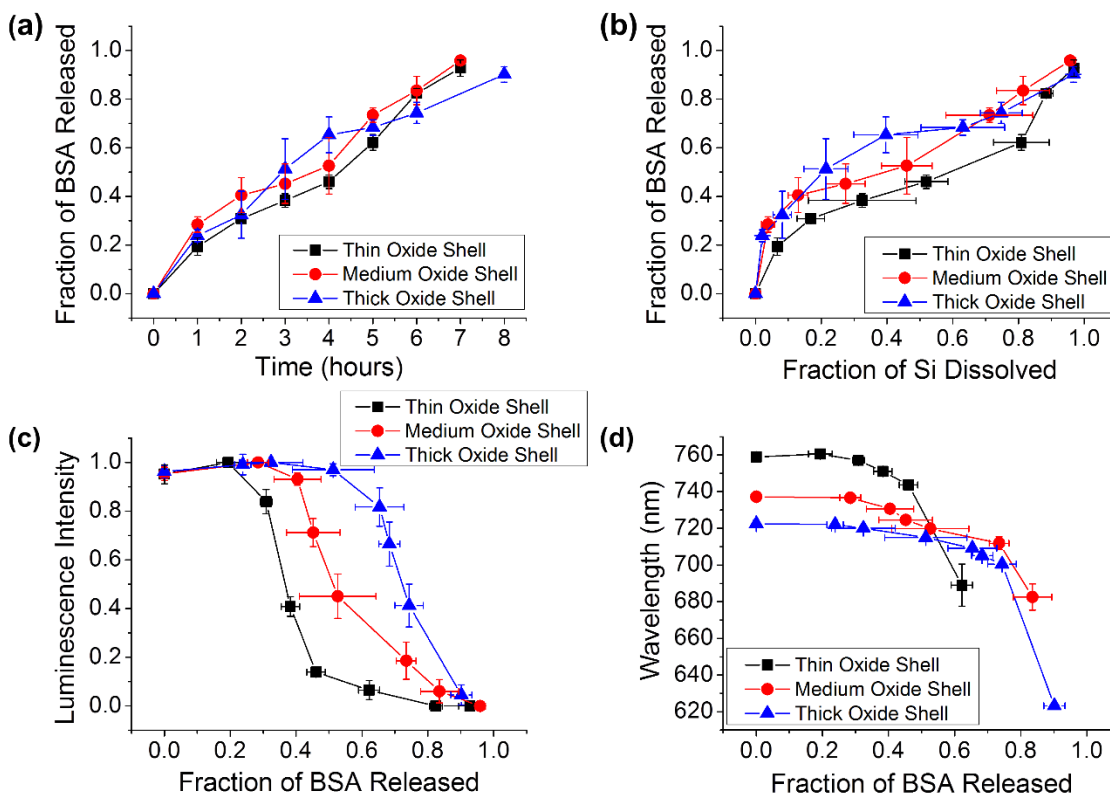 (a)
Fraction of BSA Released
1.0
0.8
0.6
0.4
0.2
0.0
Thin Oxide Shell
Medium Oxide Shell
Thick Oxide Shell
0 1 2 3 4 5 6 7 8
Time (hours)
(b)
Fraction of BSA Released
1.0
0.8
0.6
0.4
0.2
0.0
Thin Oxide Shell
Medium Oxide Shell
Thick Oxide Shell
0.0 0.2 0.4 0.6 0.8 1.0
Fraction of Si Dissolved
(c)
Thin Oxide Shell
Medium Oxide Shell
Thick Oxide Shell
Luminescence Intensity
1.0
0.8
0.6
0.4
0.2
0.0
0.0 0.2 0.4 0.6 0.8 1.0
Fraction of BSA Released
(d)
Wavelength (nm)
760
740
720
700
680
660
640
620
Thin Oxide Shell
Medium Oxide Shell
Thick Oxide Shell
0.0 0.2 0.4 0.6 0.8 1.0
Fraction of BSA Released